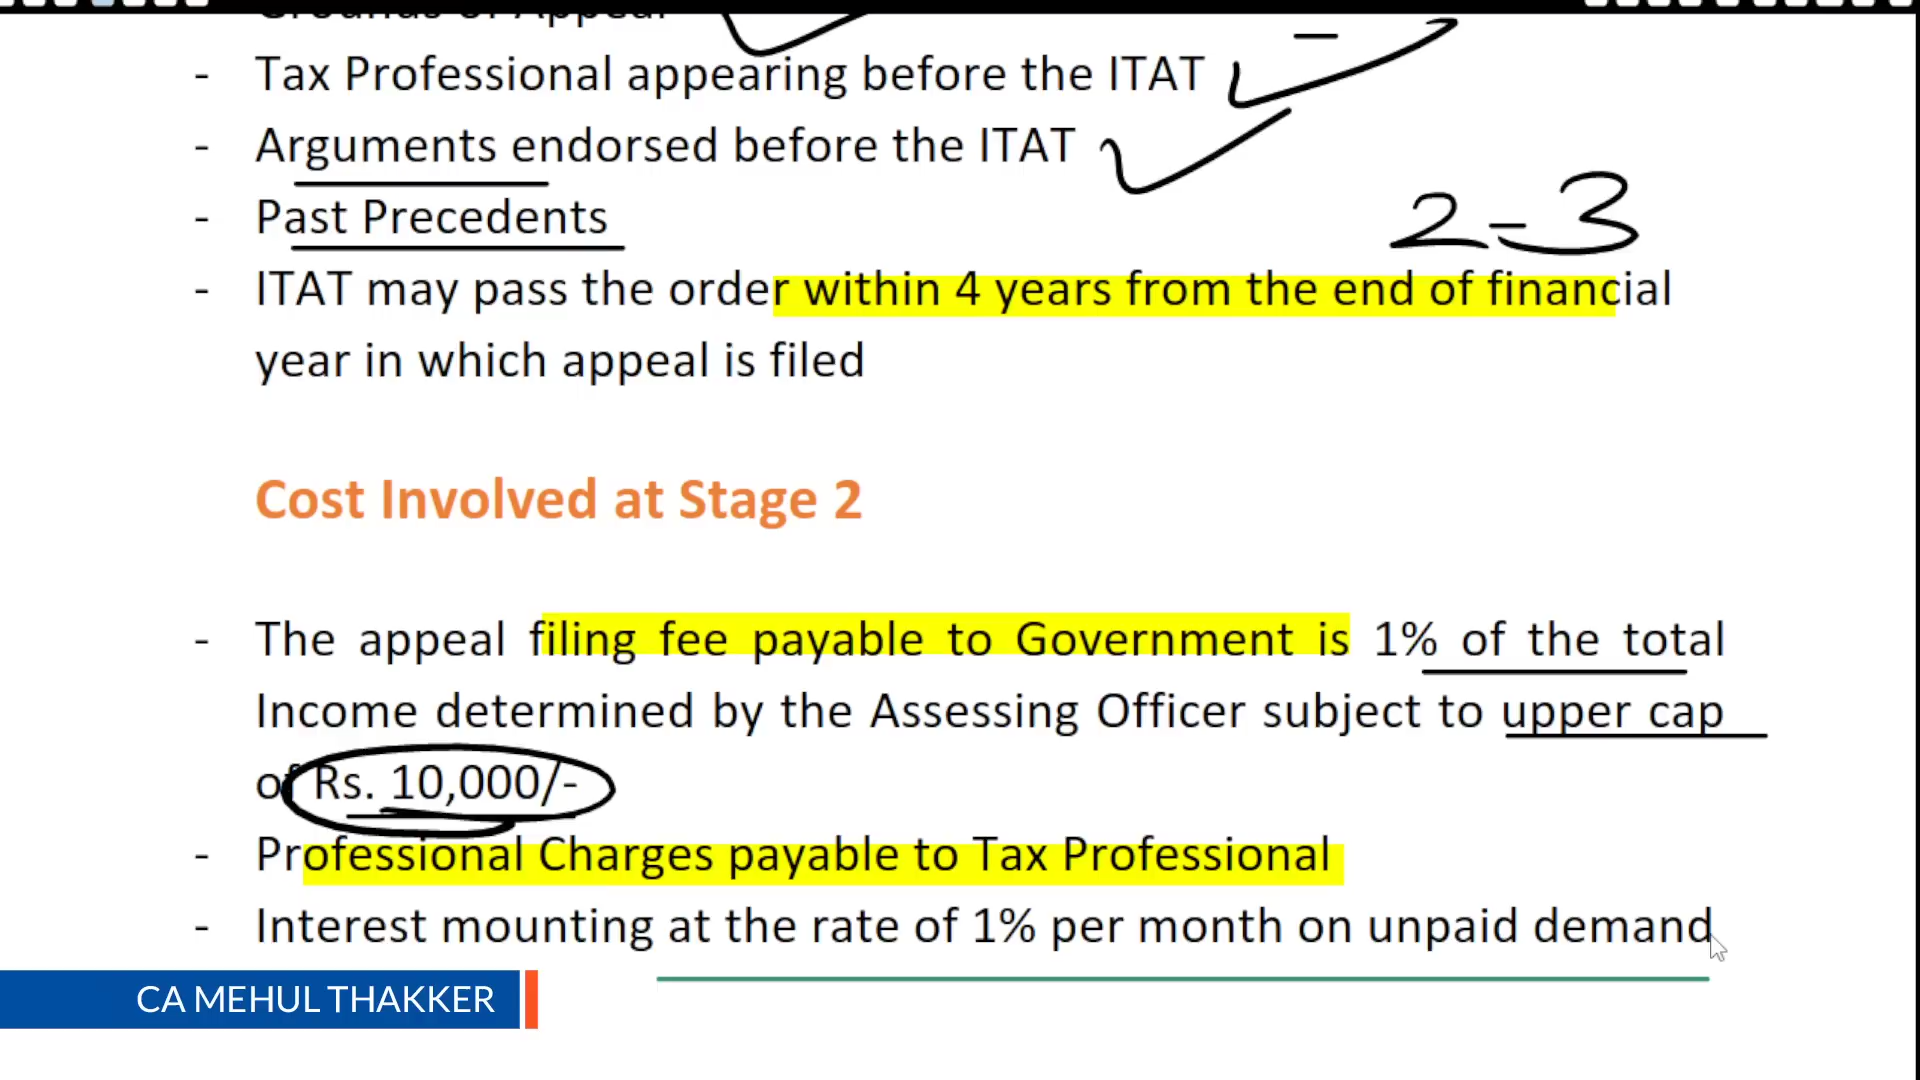 Grounds of Appeal
- Tax Professional appearing before the ITAT
- Arguments endorsed before the ITAT
- Past Precedents
2-3
- ITAT may pass the order within 4 years from the end of financial
year in which appeal is filed
Cost Involved at Stage 2
- The appeal filing fee payable to Government is 1% of the total
Income determined by the Assessing Officer subject to upper cap
of Rs. 10,000/-
- Professional Charges payable to Tax Professional
- Interest mounting at the rate of 1% per month on unpaid demand
CA MEHUL THAKKER